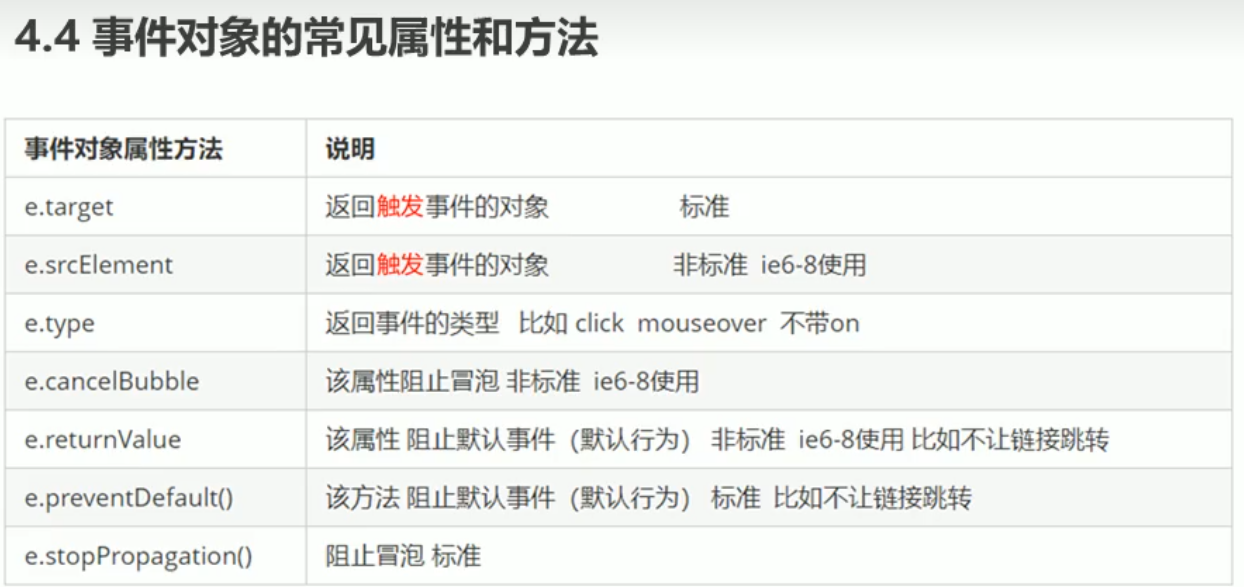 4.4 事件对象的常见属性和方法
事件对象属性方法 说明
e.target 返回触发事件的对象 标准
e.srcElement 返回触发事件的对象 非标准 ie6-8使用
e.type 返回事件的类型 比如 click mouseover 不带on
e.cancelBubble 该属性阻止冒泡 非标准 ie6-8使用
e.returnValue 该属性 阻止默认事件（默认行为） 非标准 ie6-8使用 比如不让链接跳转
e.preventDefault() 该方法 阻止默认事件（默认行为） 标准 比如不让链接跳转
e.stopPropagation() 阻止冒泡 标准